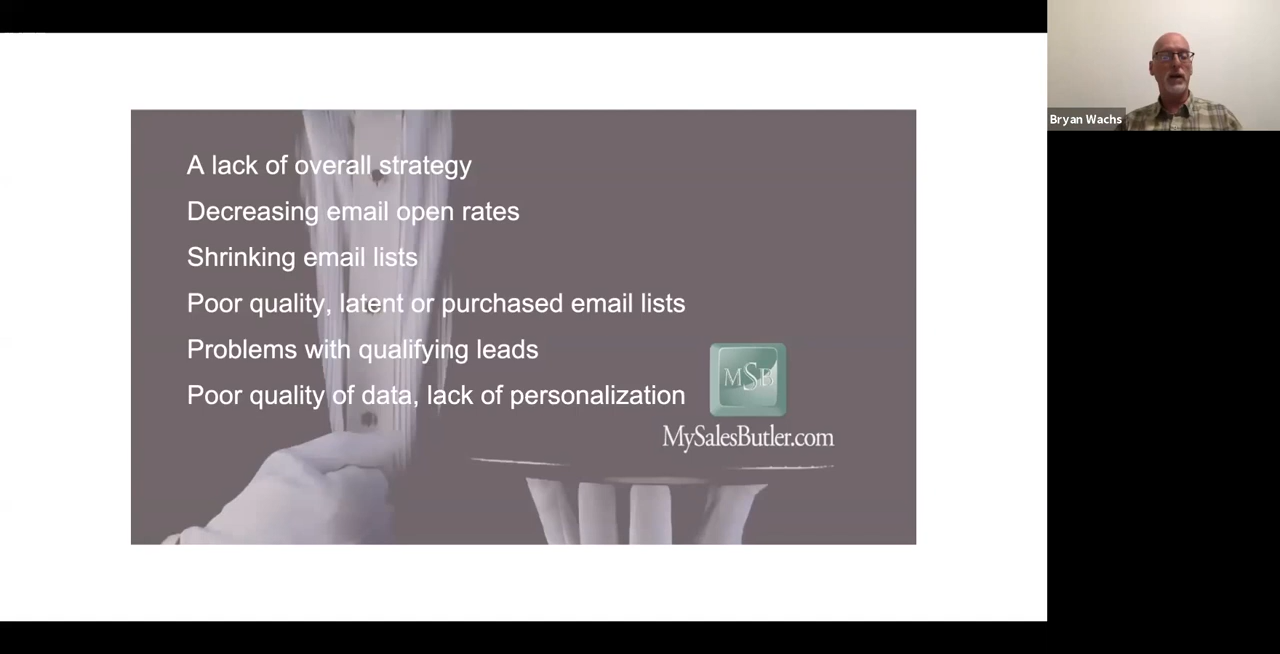 A lack of overall strategy
Decreasing email open rates
Shrinking email lists
Poor quality, latent or purchased email lists
Problems with qualifying leads
Poor quality of data, lack of personalization
MSB
MySalesButler.com
Bryan Wachs